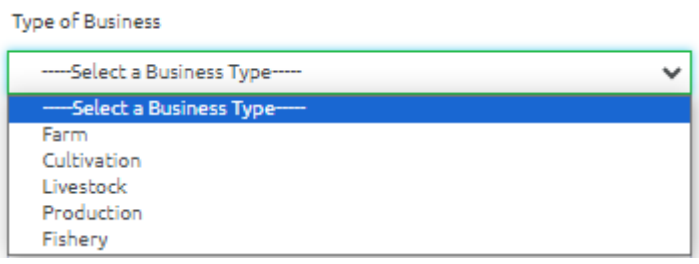 Type of Business
-----Select a Business Type-----
-----Select a Business Type-----
Farm
Cultivation
Livestock
Production
Fishery